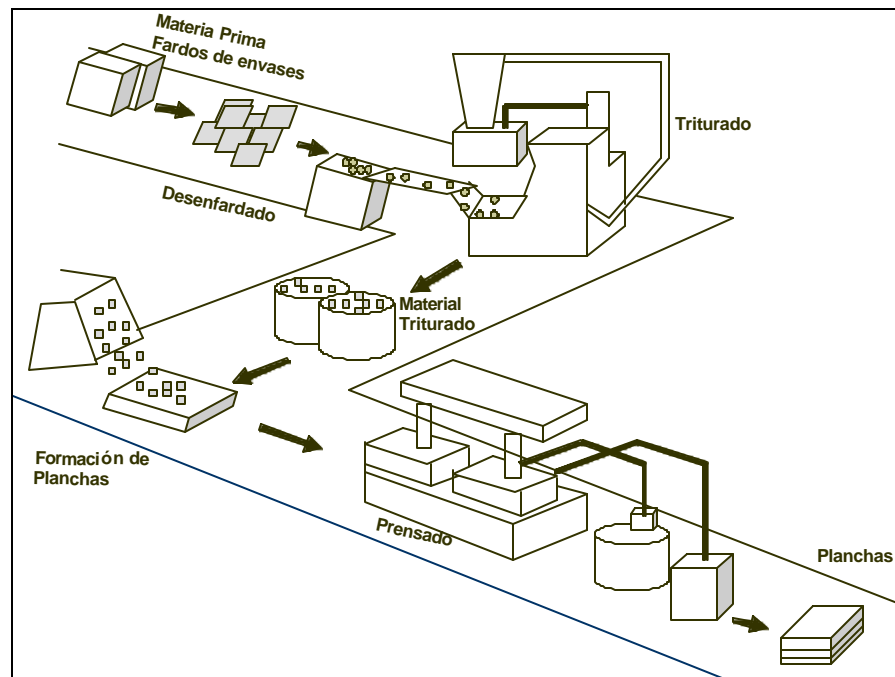 Materia Prima
Fardos de envases
Triturado
Desenfardado
Material
Triturado
Formación de
Planchas
Prensado
Planchas